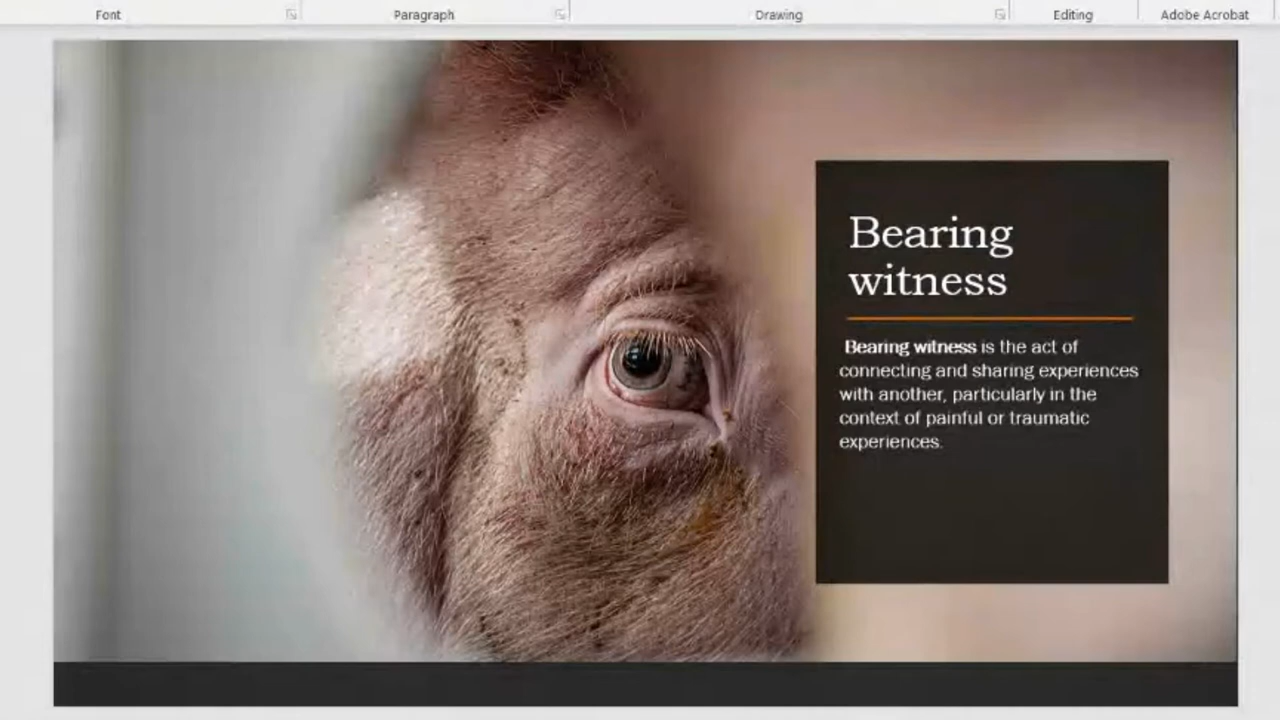 Font
Paragraph
Drawing
Editing
Adobe Acrobat
Bearing
witness
Bearing witness is the act of
connecting and sharing experiences
with another, particularly in the
context of painful or traumatic
experiences.